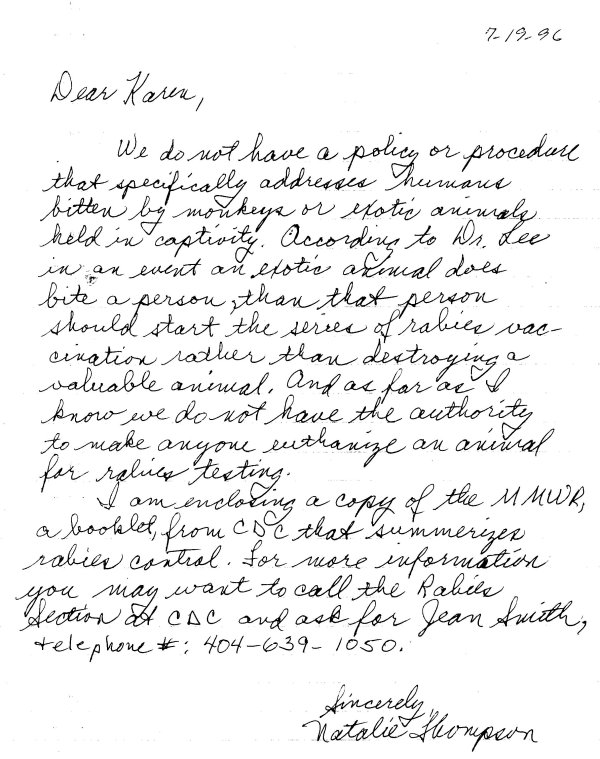 7-19-96
Dear Karen,
We do not have a policy or procedure
that specifically addresses humans
bitten by monkeys or exotic animals
held in captivity. According to Dr. Lee
in an event an exotic animal does
bite a person, than that person
should start the series of rabies vac-
cination rather than destroying a
valuable animal. And as far as I
know we do not have the authority
to make anyone euthanize an animal
for rabies testing.
I am enclosing a copy of the MMWR,
a booklet, from CDC that summerizes
rabies control. For more information
you may want to call the Rabies
Section at CDC and ask for Jean Smith,
telephone #: 404-639-1050.
Sincerely,
Natalie Thompson